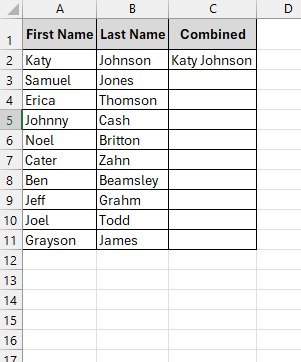 A B C D
1 First Name Last Name Combined
2 Katy Johnson Katy Johnson
3 Samuel Jones
4 Erica Thomson
5 Johnny Cash
6 Noel Britton
7 Cater Zahn
8 Ben Beamsley
9 Jeff Grahm
10 Joel Todd
11 Grayson James
12
13
14
15
16
17